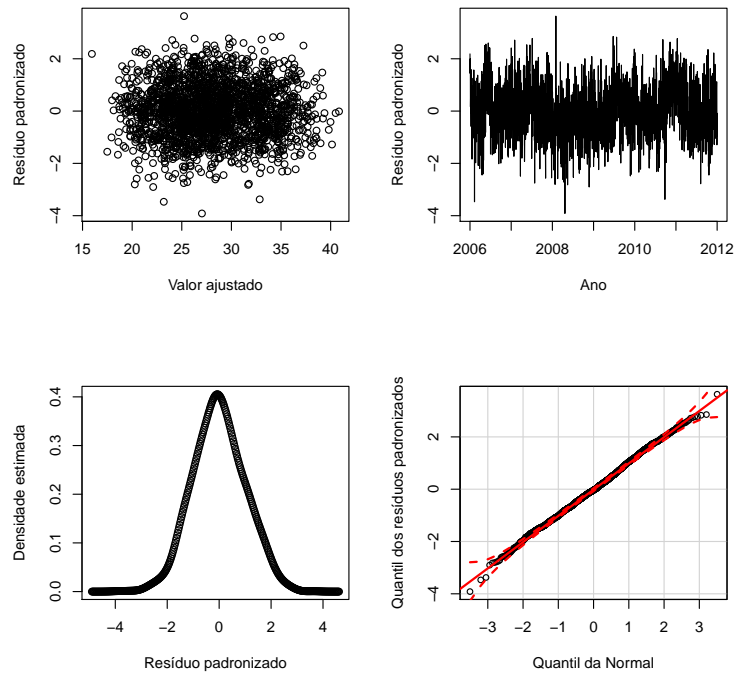 Resíduo padronizado
2
0
−2
−4
15 20 25 30 35 40
Valor ajustado
Resíduo padronizado
2
0
−2
−4
2006 2008 2010 2012
Ano
Densidade estimada
0.4
0.3
0.2
0.1
0.0
−4 −2 0 2 4
Resíduo padronizado
Quantil dos resíduos padronizados
2
0
−2
−4
−3 −2 −1 0 1 2 3
Quantil da Normal